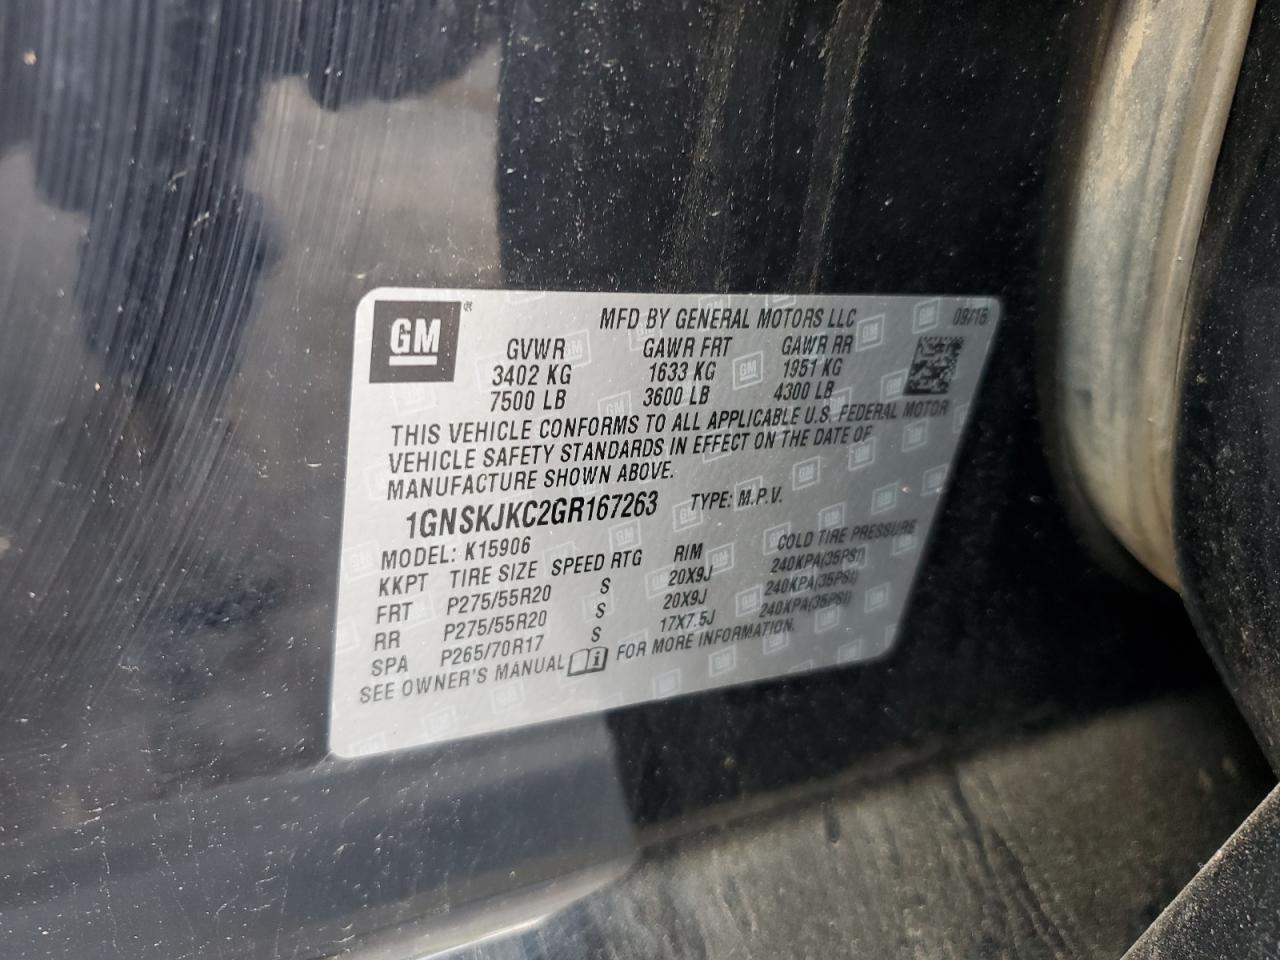 GM ®
MFD BY GENERAL MOTORS LLC
GVWR GAWR FRT GAWR RR
3402 KG 1633 KG 1951 KG
7500 LB 3600 LB 4300 LB
THIS VEHICLE CONFORMS TO ALL APPLICABLE U.S. FEDERAL MOTOR
VEHICLE SAFETY STANDARDS IN EFFECT ON THE DATE OF
MANUFACTURE SHOWN ABOVE.
1GNSKJKC2GR167263 TYPE: M.P.V.
MODEL: K15906
KKPT TIRE SIZE SPEED RTG RIM COLD TIRE PRESSURE
FRT P275/55R20 S 20X9J 240KPA(35PSI)
RR P275/55R20 S 20X9J 240KPA(35PSI)
SPA P265/70R17 S 17X7.5J 240KPA(35PSI)
SEE OWNER'S MANUAL i FOR MORE INFORMATION.